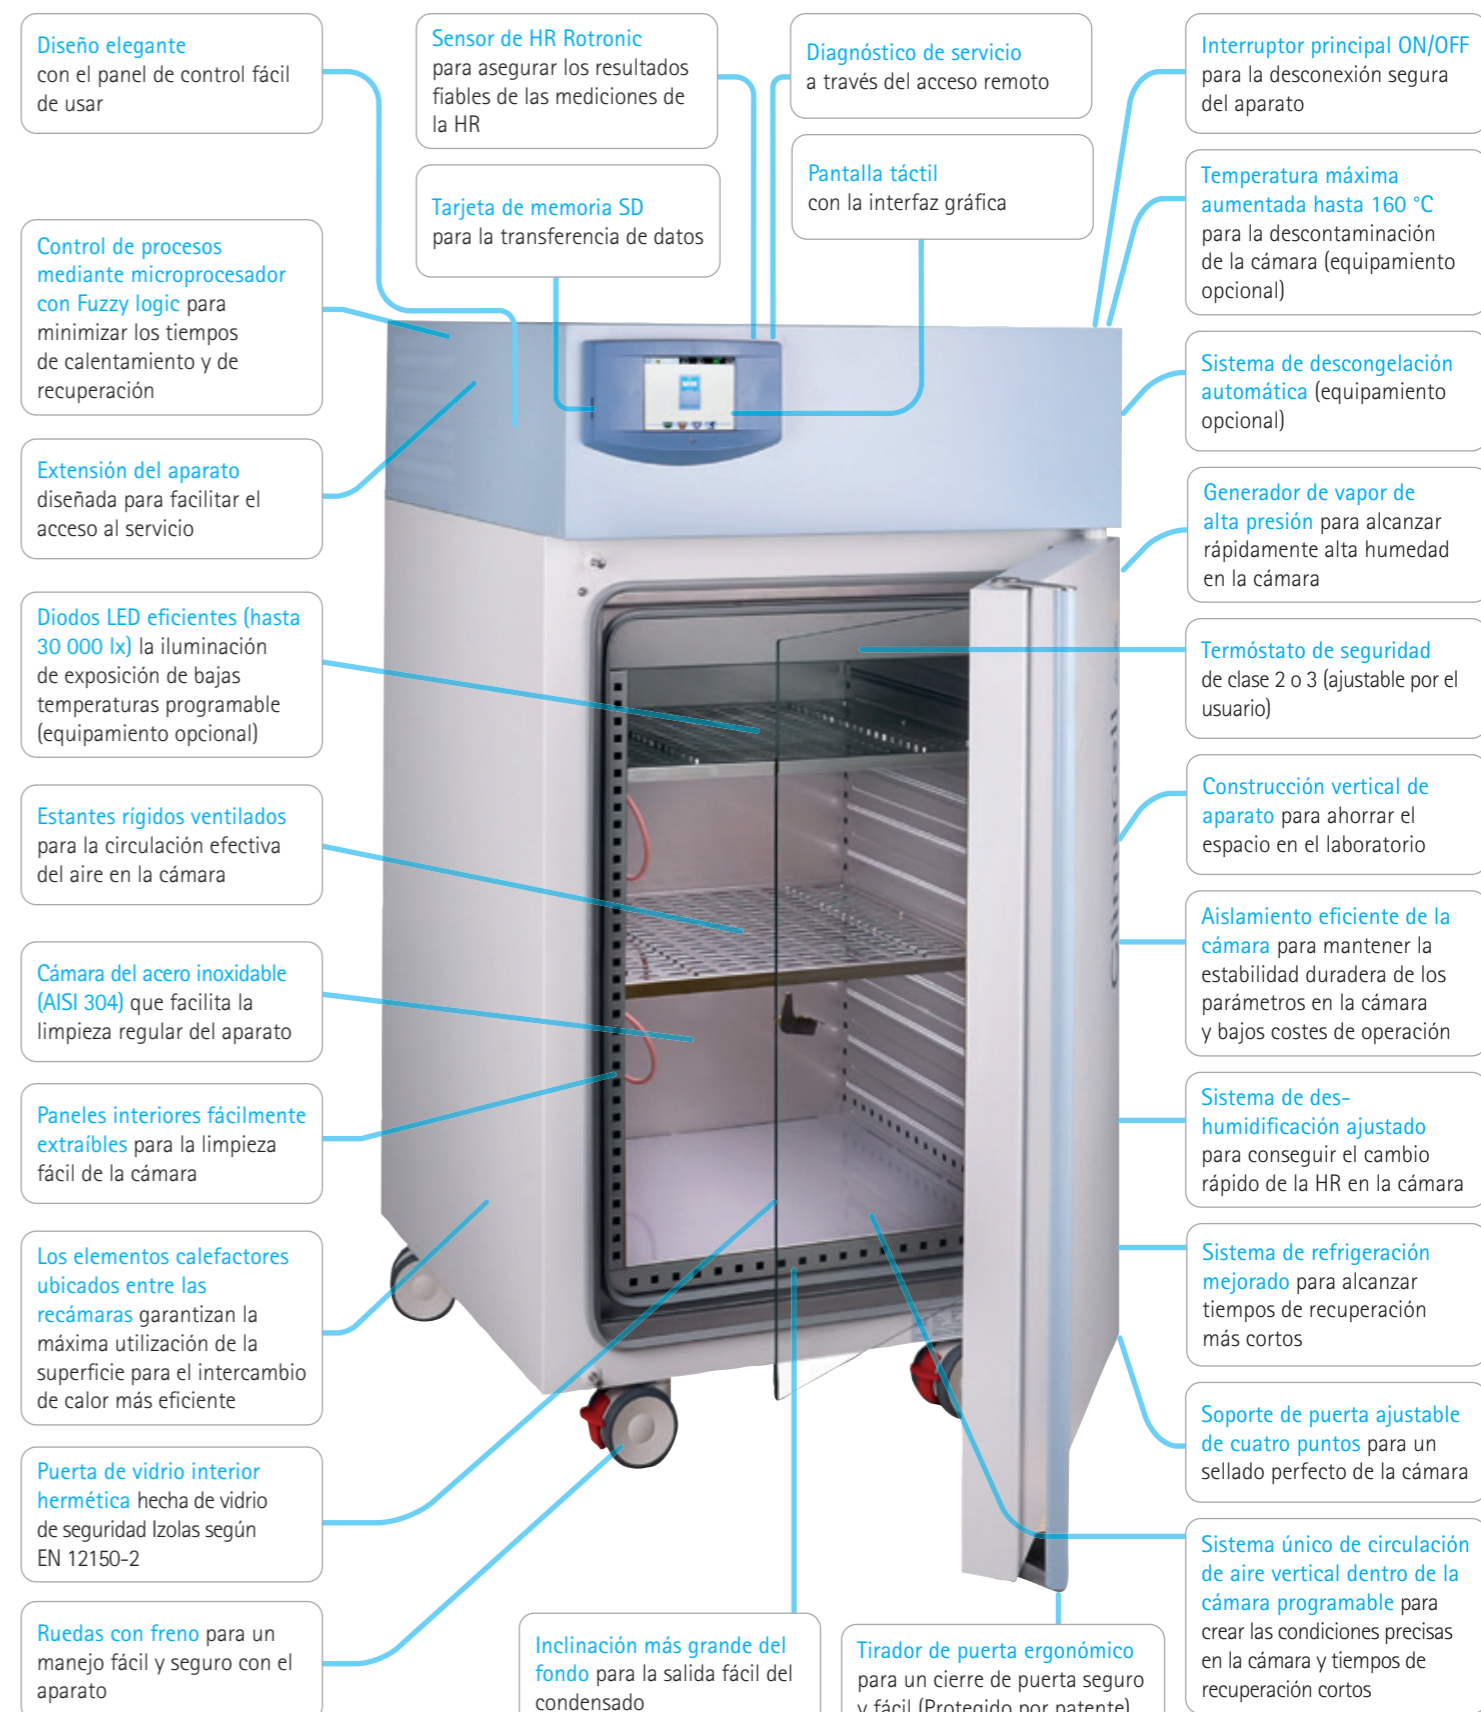 Diseño elegante
con el panel de control fácil
de usar
Sensor de HR Rotronic
para asegurar los resultados
fiables de las mediciones de
la HR
Diagnóstico de servicio
a través del acceso remoto
Interruptor principal ON/OFF
para la desconexión segura
del aparato
Tarjeta de memoria SD
para la transferencia de datos
Pantalla táctil
con la interfaz gráfica
Temperatura máxima
aumentada hasta 160 °C
para la descontaminación
de la cámara (equipamiento
opcional)
Control de procesos
mediante microprocesador
con Fuzzy logic para
minimizar los tiempos
de calentamiento y de
recuperación
Sistema de descongelación
automática (equipamiento
opcional)
Extensión del aparato
diseñada para facilitar el
acceso al servicio
Generador de vapor de
alta presión para alcanzar
rápidamente alta humedad
en la cámara
Diodos LED eficientes (hasta
30 000 lx) la iluminación
de exposición de bajas
temperaturas programable
(equipamiento opcional)
Termóstato de seguridad
de clase 2 o 3 (ajustable por el
usuario)
Estantes rígidos ventilados
para la circulación efectiva
del aire en la cámara
Construcción vertical de
aparato para ahorrar el
espacio en el laboratorio
Cámara del acero inoxidable
(AISI 304) que facilita la
limpieza regular del aparato
Aislamiento eficiente de la
cámara para mantener la
estabilidad duradera de los
parámetros en la cámara
y bajos costes de operación
Paneles interiores fácilmente
extraíbles para la limpieza
fácil de la cámara
Sistema de des-
humidificación ajustado
para conseguir el cambio
rápido de la HR en la cámara
Los elementos calefactores
ubicados entre las
recámaras garantizan la
máxima utilización de la
superficie para el intercambio
de calor más eficiente
Sistema de refrigeración
mejorado para alcanzar
tiempos de recuperación
más cortos
Puerta de vidrio interior
hermética hecha de vidrio
de seguridad Izolas según
EN 12150-2
Soporte de puerta ajustable
de cuatro puntos para un
sellado perfecto de la cámara
Ruedas con freno para un
manejo fácil y seguro con el
aparato
Inclinación más grande del
fondo para la salida fácil del
condensado
Tirador de puerta ergonómico
para un cierre de puerta seguro
y fácil (Protegido por patente)
Sistema único de circulación
de aire vertical dentro de la
cámara programable para
crear las condiciones precisas
en la cámara y tiempos de
recuperación cortos